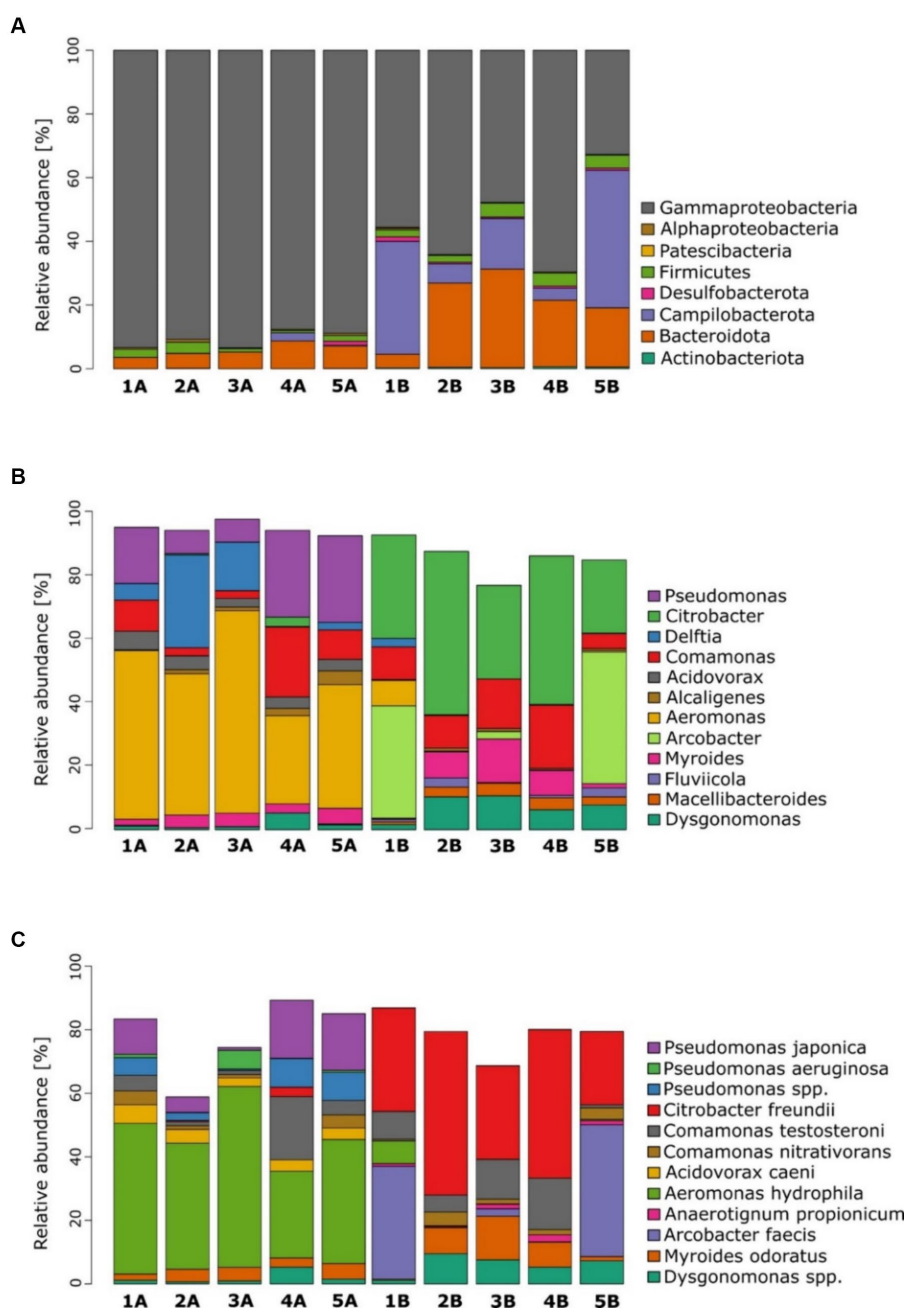 A
Relative abundance [%]
100
80
60
40
20
0
1A 2A 3A 4A 5A 1B 2B 3B 4B 5B
Gammaproteobacteria
Alphaproteobacteria
Patescibacteria
Firmicutes
Desulfobacterota
Campilobacterota
Bacteroidota
Actinobacteriota
B
Relative abundance [%]
100
80
60
40
20
0
1A 2A 3A 4A 5A 1B 2B 3B 4B 5B
Pseudomonas
Citrobacter
Delftia
Comamonas
Acidovorax
Alcaligenes
Aeromonas
Arcobacter
Myroides
Fluviicola
Macellibacteroides
Dysgonomonas
C
Relative abundance [%]
100
80
60
40
20
0
1A 2A 3A 4A 5A 1B 2B 3B 4B 5B
Pseudomonas japonica
Pseudomonas aeruginosa
Pseudomonas spp.
Citrobacter freundii
Comamonas testosteroni
Comamonas nitrativorans
Acidovorax caeni
Aeromonas hydrophila
Anaerotignum propionicum
Arcobacter faecis
Myroides odoratus
Dysgonomonas spp.